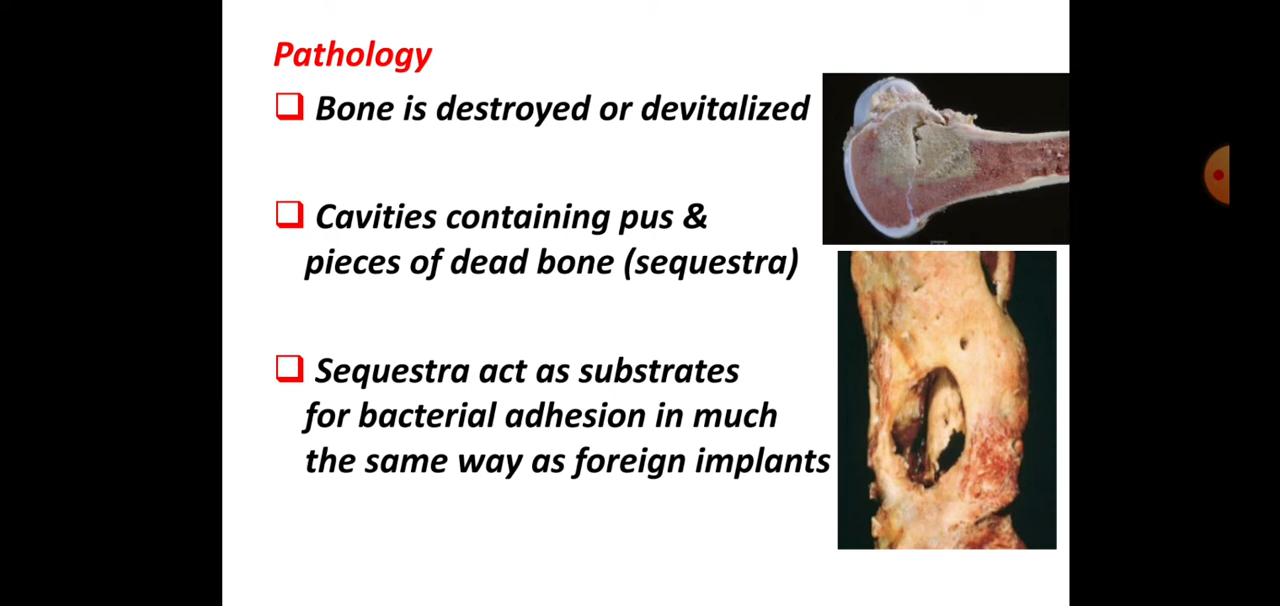 Pathology
Bone is destroyed or devitalized
Cavities containing pus &
pieces of dead bone (sequestra)
Sequestra act as substrates
for bacterial adhesion in much
the same way as foreign implants